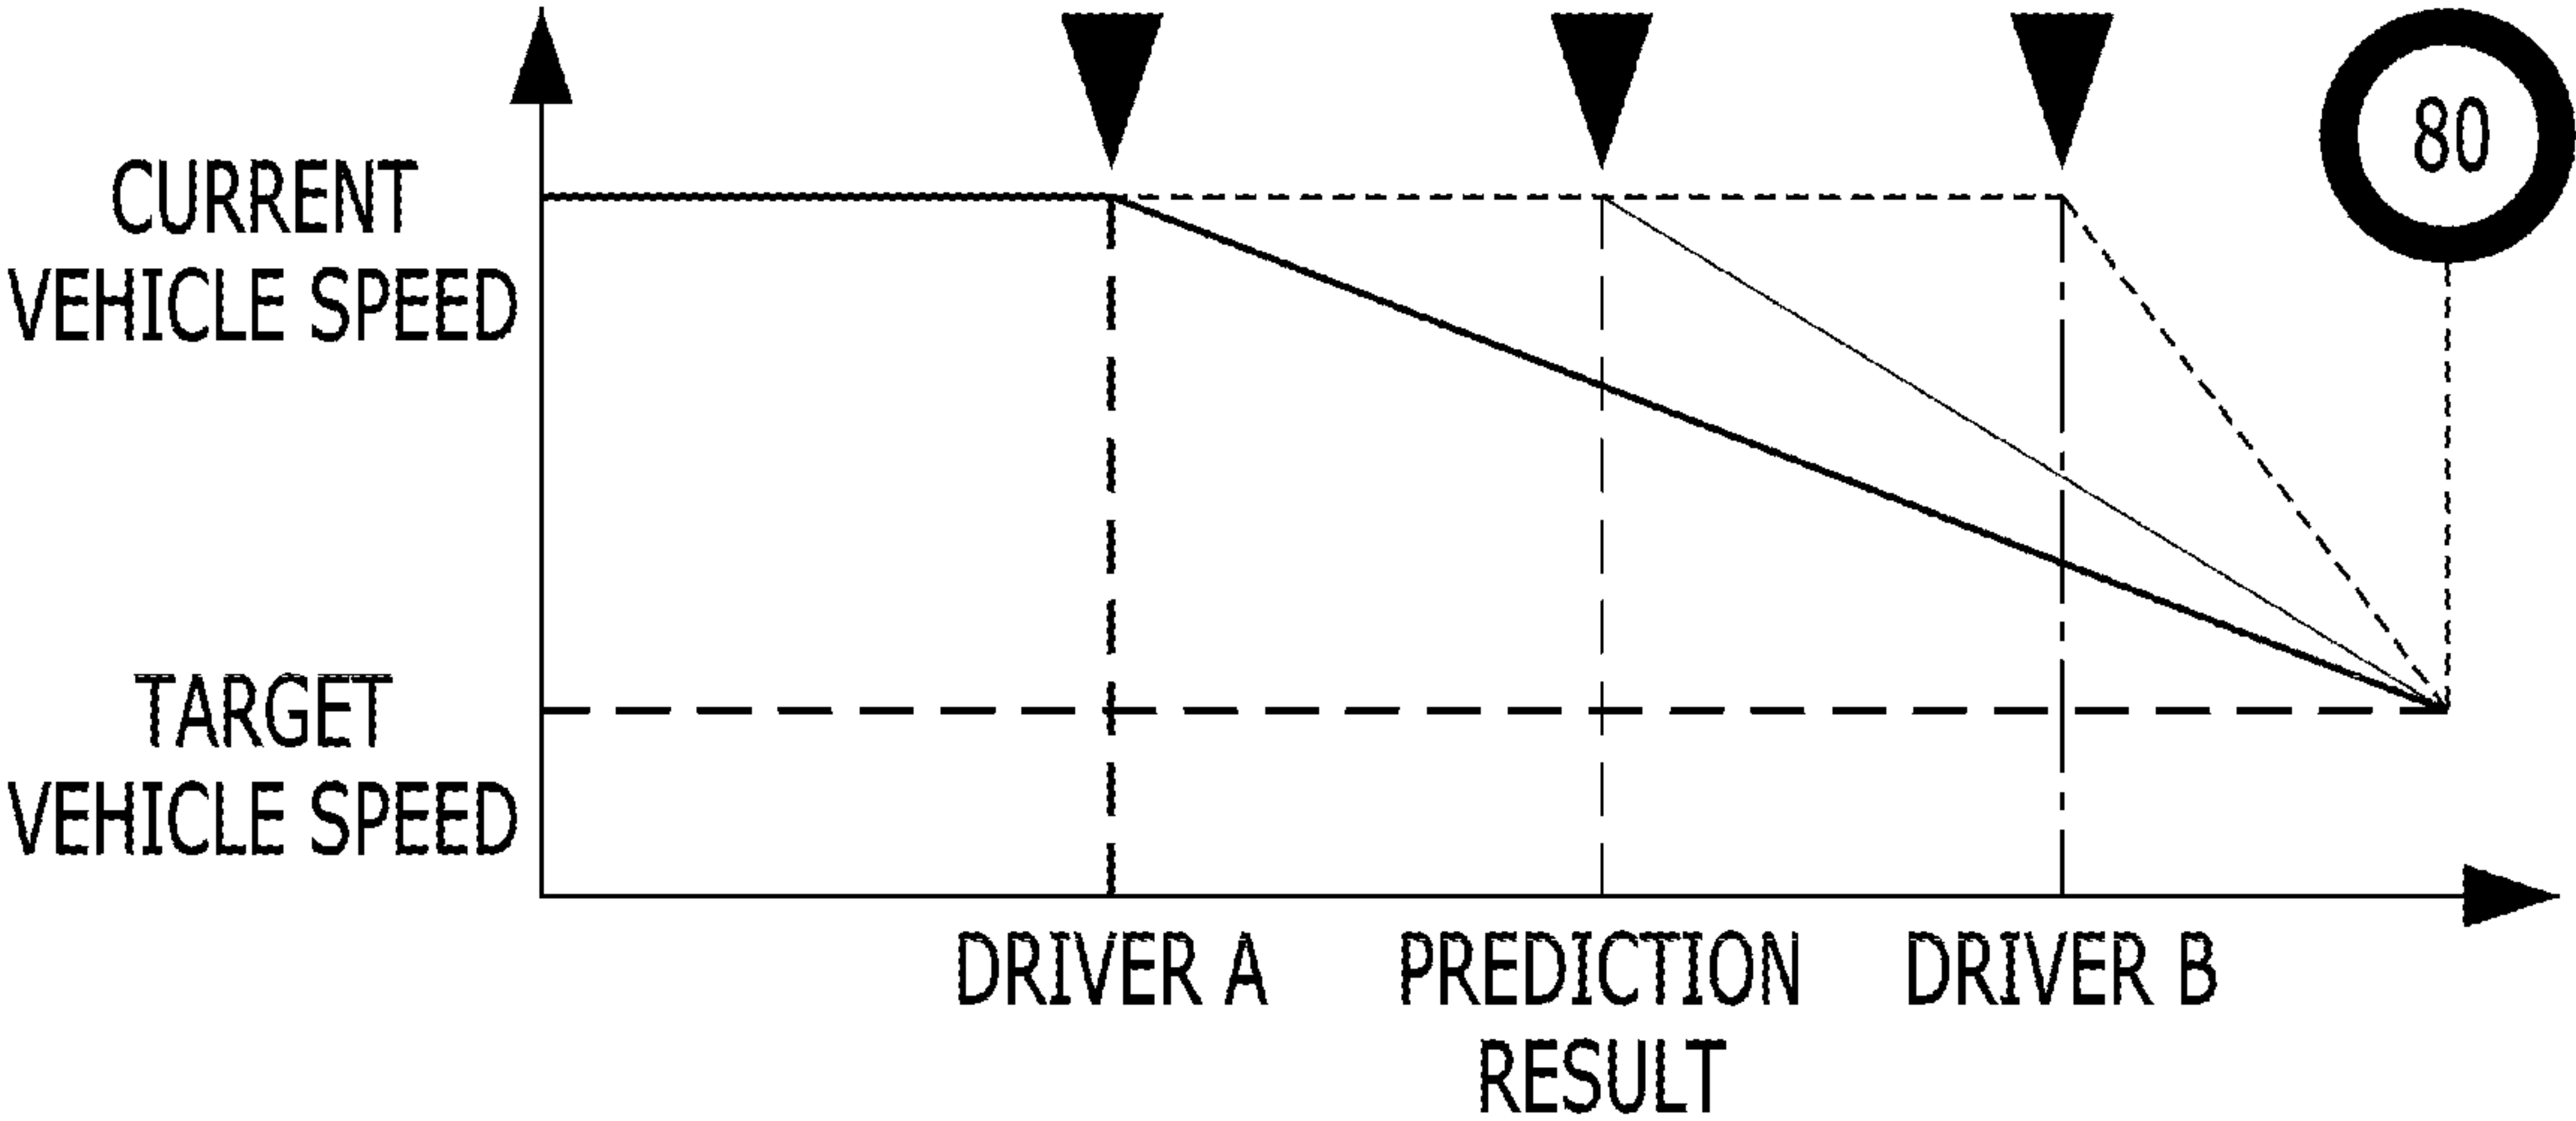 80
CURRENT
VEHICLE SPEED
TARGET
VEHICLE SPEED
DRIVER A
PREDICTION
RESULT
DRIVER B